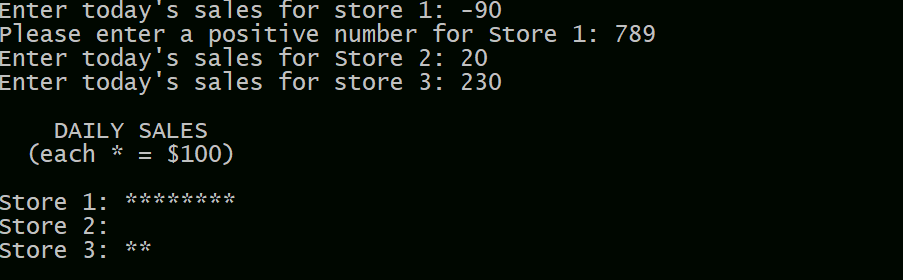 Enter today's sales for store 1: -90
Please enter a positive number for Store 1: 789
Enter today's sales for Store 2: 20
Enter today's sales for store 3: 230
DAILY SALES
(each * = $100)
Store 1: ********
Store 2:
Store 3: **